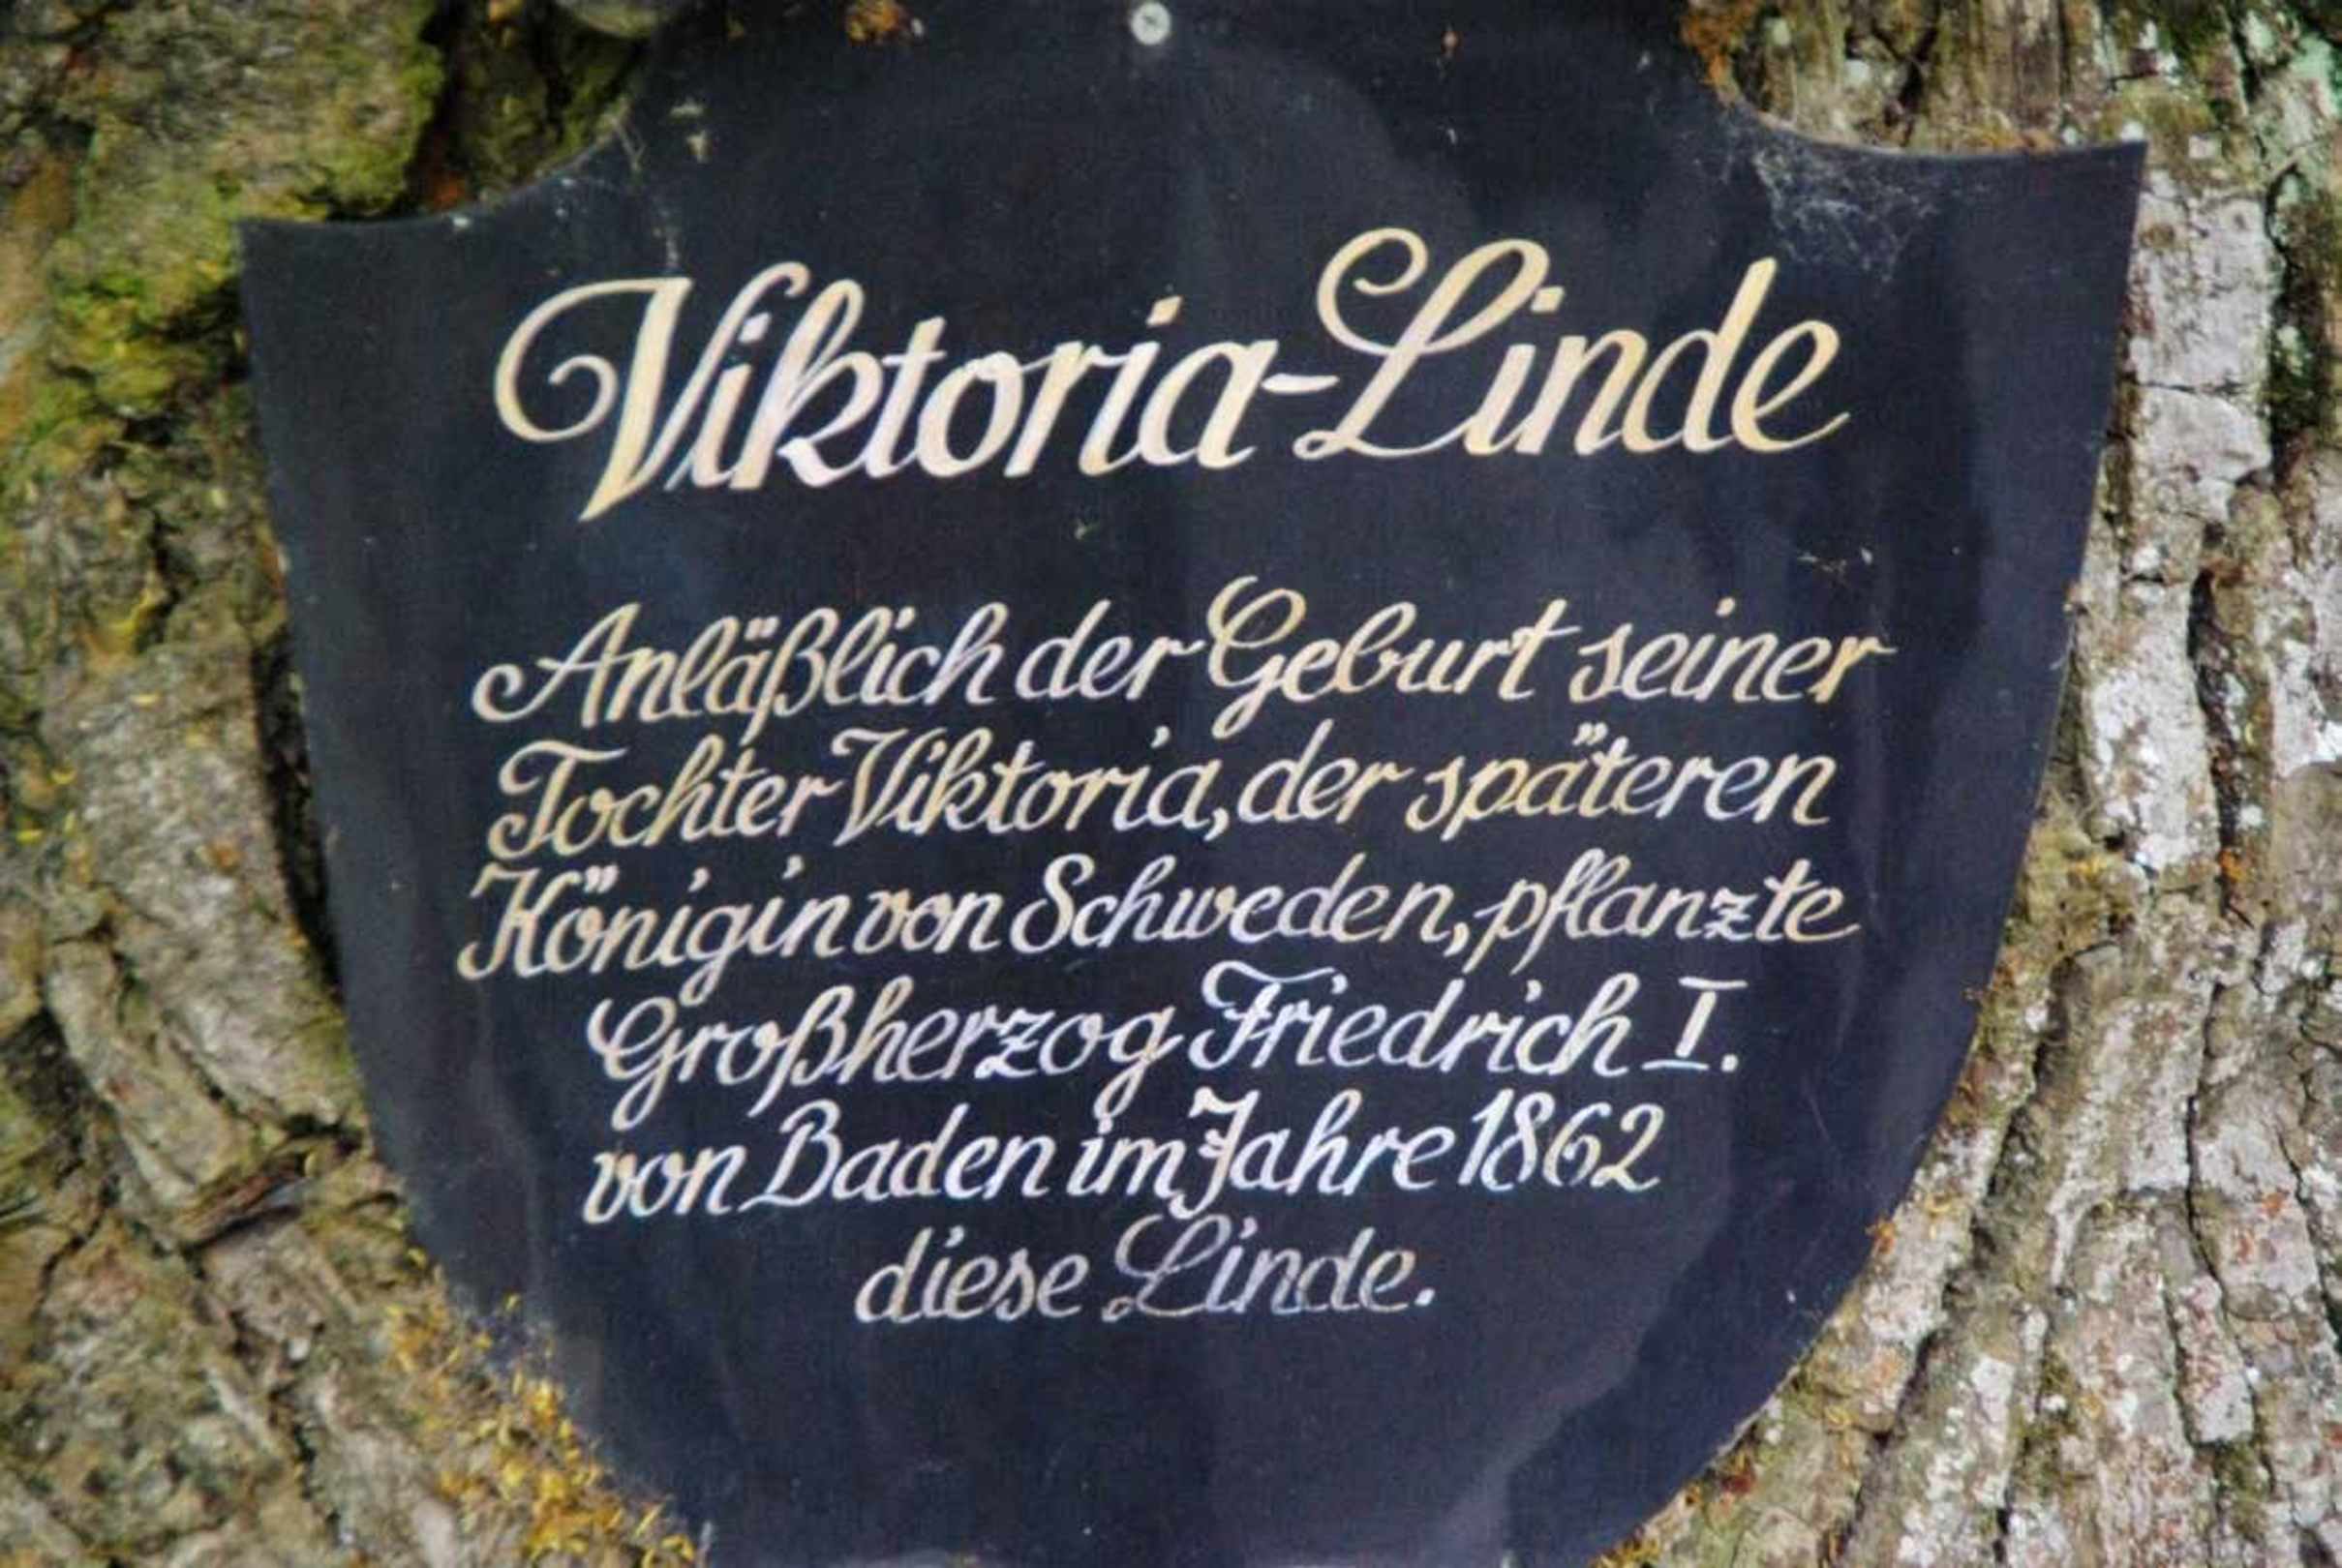 Viktoria-Linde
Anläßlich der Geburt seiner
Tochter Viktoria, der späteren
Königin von Schweden, pflanzte
Großherzog Friedrich I.
von Baden im Jahre 1862
diese Linde.